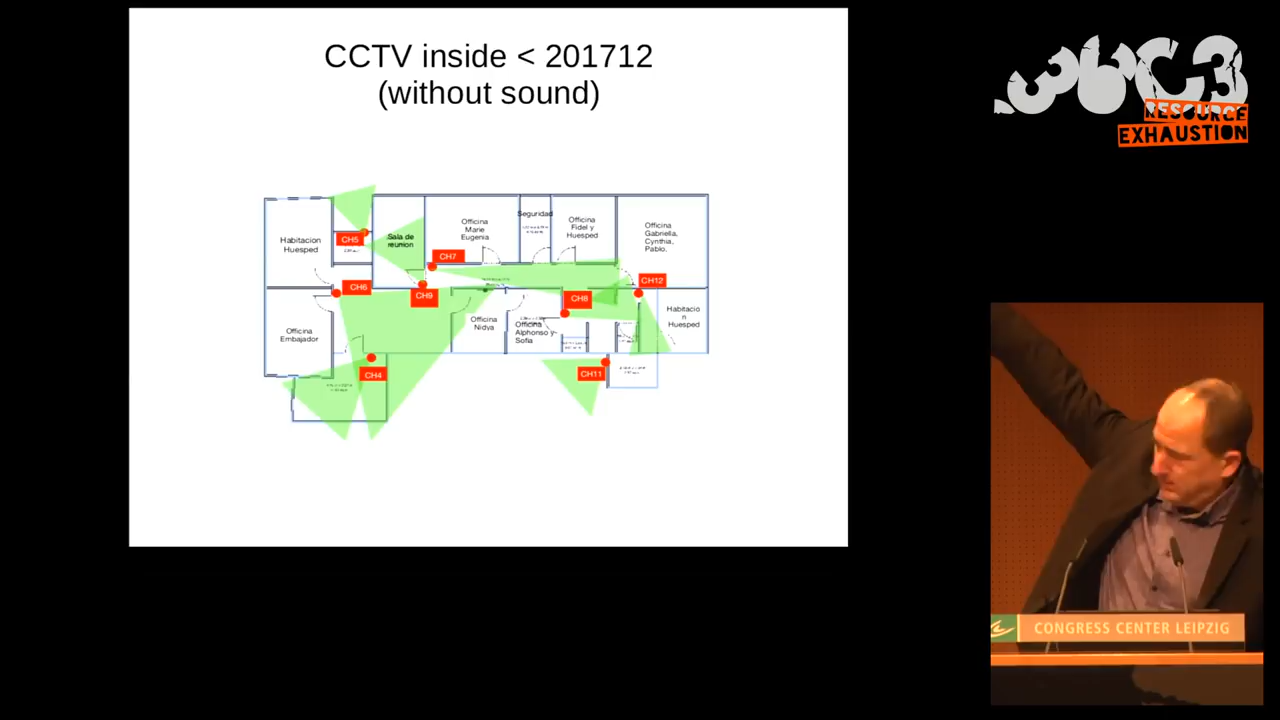 CCTV inside < 201712
(without sound)
36C3
RESOURCE
EXHAUSTION
Habitacion
Huesped
CH5
Sala de
reunion
Officina
Marie
Eugenia
Seguridad
Officina
Fidel y
Huesped
Officina
Gabriella,
Cynthia,
Pablo.
CH7
CH6
CH9
CH8
CH12
Officina
Embajador
Officina
Nidya
Officina
Alphonso y
Sofia
Habitacio
n
Huesped
CH4
CH11
CONGRESS CENTER LEIPZIG